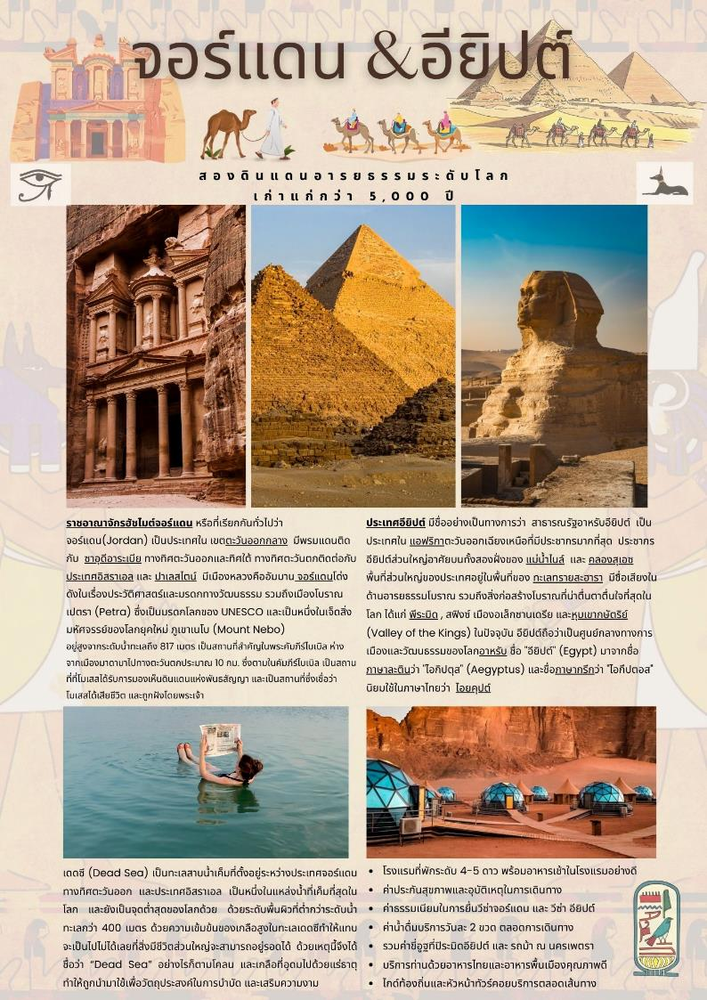 จอร์แดน &อียิปต์
สองดินแดนอารยธรรมระดับโลก
เก่าแก่กว่า 5,000 ปี
ราชอาณาจักรฮัชไมต์จอร์แดน หรือที่เรียกกันทั่วไปว่า
จอร์แดน(Jordan) เป็นประเทศใน เขตตะวันออกกลาง มีพรมแดนติด
กับ ซาอุดีอาระเบีย ทางทิศตะวันออกและทิศใต้ ทางทิศตะวันตกติดต่อกับ
ประเทศอิสราเอล และ ปาเลสไตน์ มีเมืองหลวงคืออัมมาน จอร์แดนโด่ง
ดังในเรื่องประวัติศาสตร์และมรดกทางวัฒนธรรม รวมถึงเมืองโบราณ
เปตรา (Petra) ซึ่งเป็นมรดกโลกของ UNESCO และเป็นหนึ่งในเจ็ดสิ่ง
มหัศจรรย์ของโลกยุคใหม่ ภูเขาเนโบ (Mount Nebo)
อยู่สูงจากระดับน้ำทะเลถึง 817 เมตร เป็นสถานที่สำคัญในพระคัมภีร์ไบเบิล ห่าง
จากเมืองมาดาบาไปทางตะวันตกประมาณ 10 กม. ซึ่งตามในคัมภีร์ไบเบิล เป็นสถาน
ที่ที่โมเสสได้รับการมองเห็นดินแดนแห่งพันธสัญญา และเป็นสถานที่ซึ่งเชื่อว่า
โมเสสได้เสียชีวิต และถูกฝังโดยพระเจ้า
ประเทศอียิปต์ มีชื่ออย่างเป็นทางการว่า สาธารณรัฐอาหรับอียิปต์ เป็น
ประเทศใน แอฟริกาตะวันออกเฉียงเหนือที่มีประชากรมากที่สุด ประชากร
อียิปต์ส่วนใหญ่อาศัยบนทั้งสองฝั่งของ แม่น้ำไนล์ และ คลองสุเอซ
พื้นที่ส่วนใหญ่ของประเทศอยู่ในพื้นที่ของ ทะเลทรายสะฮารา มีชื่อเสียงใน
ด้านอารยธรรมโบราณ รวมถึงสิ่งก่อสร้างโบราณที่น่าตื่นตาตื่นใจที่สุดใน
โลก ได้แก่ พีระมิด , สฟิงซ์ เมืองอเล็กซานเดรีย และหุบเขากษัตริย์
(Valley of the Kings) ในปัจจุบัน อียิปต์ถือว่าเป็นศูนย์กลางทางการ
เมืองและวัฒนธรรมของโลกอาหรับ ชื่อ "อียิปต์" (Egypt) มาจากชื่อ
ภาษาละตินว่า "ไอกิปตุส" (Aegyptus) และชื่อภาษากรีกว่า "ไอกึปตอส"
นิยมใช้ในภาษาไทยว่า ไอยคุปต์
เดดซี (Dead Sea) เป็นทะเลสาบน้ำเค็มที่ตั้งอยู่ระหว่างประเทศจอร์แดน
ทางทิศตะวันออก และประเทศอิสราเอล เป็นหนึ่งในแหล่งน้ำที่เค็มที่สุดใน
โลก และยังเป็นจุดต่ำสุดของโลกด้วย ด้วยระดับพื้นผิวที่ต่ำกว่าระดับน้ำ
ทะเลกว่า 400 เมตร ด้วยความเข้มข้นของเกลือสูงในทะเลเดดซีทำให้แทบ
จะเป็นไปไม่ได้เลยที่สิ่งมีชีวิตส่วนใหญ่จะสามารถอยู่รอดได้ ด้วยเหตุนี้จึงได้
ชื่อว่า “Dead Sea” อย่างไรก็ตามโคลน และเกลือที่อุดมไปด้วยแร่ธาตุ
ทำให้ถูกนำมาใช้เพื่อวัตถุประสงค์ในการบำบัด และเสริมความงาม
• โรงแรมที่พักระดับ 4-5 ดาว พร้อมอาหารเช้าในโรงแรมอย่างดี
• ค่าประกันสุขภาพและอุบัติเหตุในการเดินทาง
• ค่าธรรมเนียมในการยื่นวีซ่าจอร์แดน และ วีซ่า อียิปต์
• ค่าน้ำดื่มบริการวันละ 2 ขวด ตลอดการเดินทาง
• รวมค่าขี่อูฐที่ปิระมิดอียิปต์ และ รถม้า ณ นครเพตรา
• บริการท่านด้วยอาหารไทยและอาหารพื้นเมืองคุณภาพดี
• ไกด์ท้องถิ่นและหัวหน้าทัวร์คอยบริการตลอดเส้นทาง